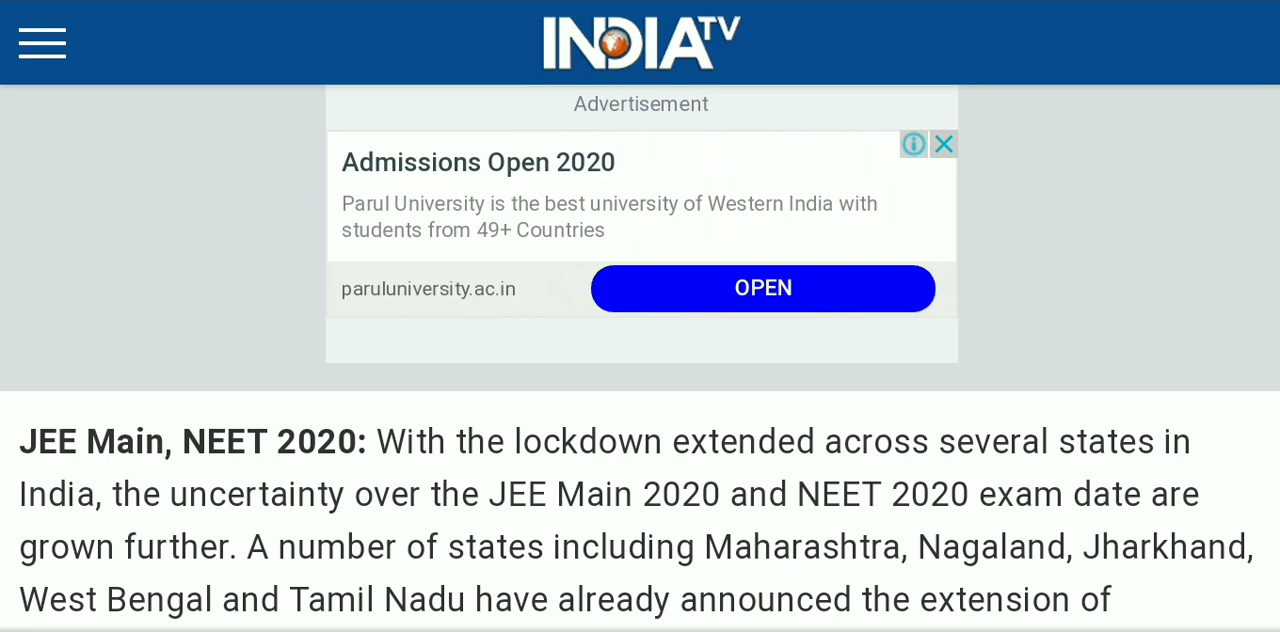 INDIA TV
Advertisement
Admissions Open 2020
Parul University is the best university of Western India with
students from 49+ Countries
paruluniversity.ac.in
OPEN
JEE Main, NEET 2020: With the lockdown extended across several states in
India, the uncertainty over the JEE Main 2020 and NEET 2020 exam date are
grown further. A number of states including Maharashtra, Nagaland, Jharkhand,
West Bengal and Tamil Nadu have already announced the extension of